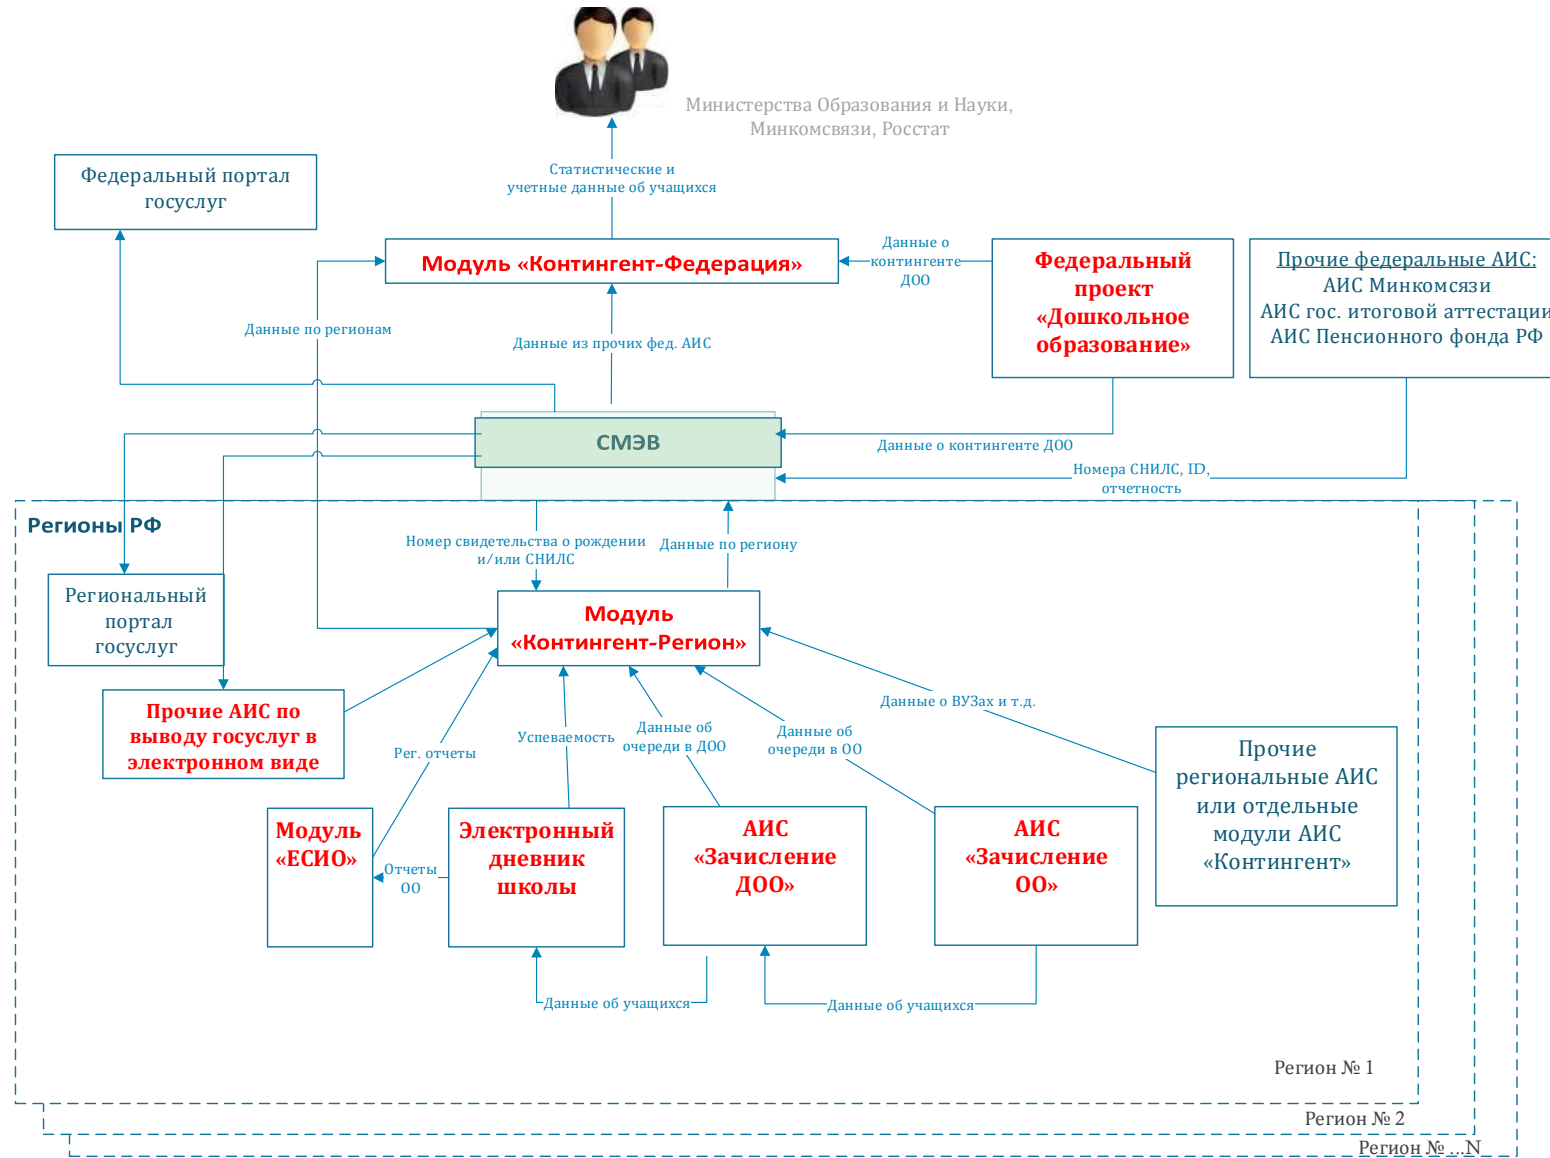 Министерства Образования и Науки,
Минкомсвязи, Росстат
Федеральный портал
госуслуг
Статистические и
учетные данные об учащихся
Модуль «Контингент-Федерация»
Данные о
контингенте
ДОО
Федеральный
проект
«Дошкольное
образование»
Прочие федеральные АИС:
АИС Минкомсязи
АИС гос. итоговой аттестации
АИС Пенсионного фонда РФ
Данные по регионам
Данные из прочих фед. АИС
СМЭВ
Данные о контингенте ДОО
Номера СНИЛС, ID,
отчетность
Регионы РФ
Номер свидетельства о рождении
и/или СНИЛС
Данные по региону
Региональный
портал
госуслуг
Модуль
«Контингент-Регион»
Прочие АИС по
выводу госуслуг в
электронном виде
Рег. отчеты
Успеваемость
Данные об
очереди в ДОО
Данные об
очереди в ОО
Данные о ВУЗах и т.д.
Прочие
региональные АИС
или отдельные
модули АИС
«Контингент»
Модуль
«ЕСИО»
Отчеты
ОО
Электронный
дневник
школы
АИС
«Зачисление
ДОО»
АИС
«Зачисление
ОО»
Данные об учащихся
Данные об учащихся
Регион № 1
Регион № 2
Регион № ...N